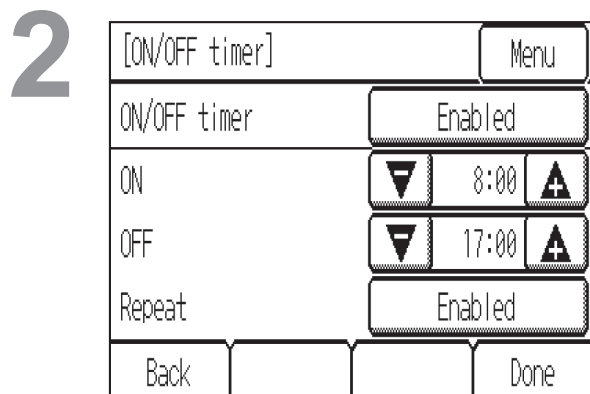 2
[ON/OFF timer] Menu
ON/OFF timer Enabled
ON 8:00
OFF 17:00
Repeat Enabled
Back Done